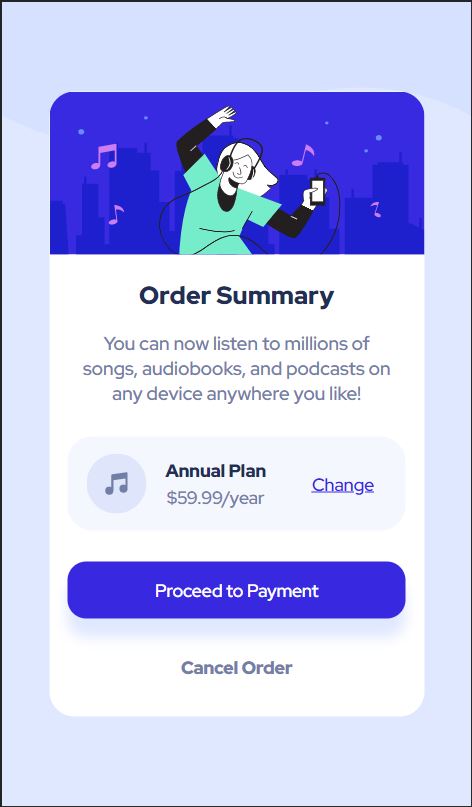 Order Summary
You can now listen to millions of
songs, audiobooks, and podcasts on
any device anywhere you like!
Annual Plan
$59.99/year
Change
Proceed to Payment
Cancel Order